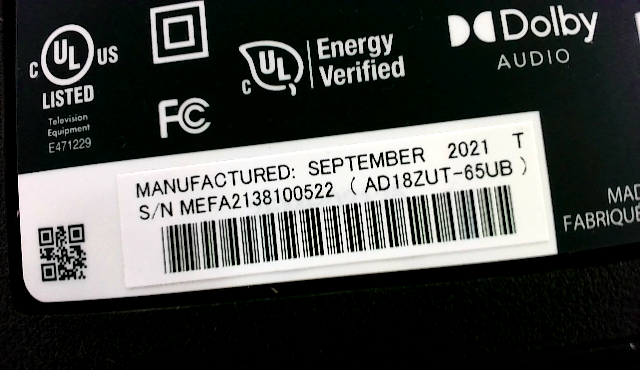 c UL US
LISTED
Television
Equipment
E471229
FC
c UL Energy
Verified
Dolby
AUDIO
MANUFACTURED: SEPTEMBER 2021 T
S/N MEFA2138100522 ( AD18ZUT-65UB )
FABRIQUE